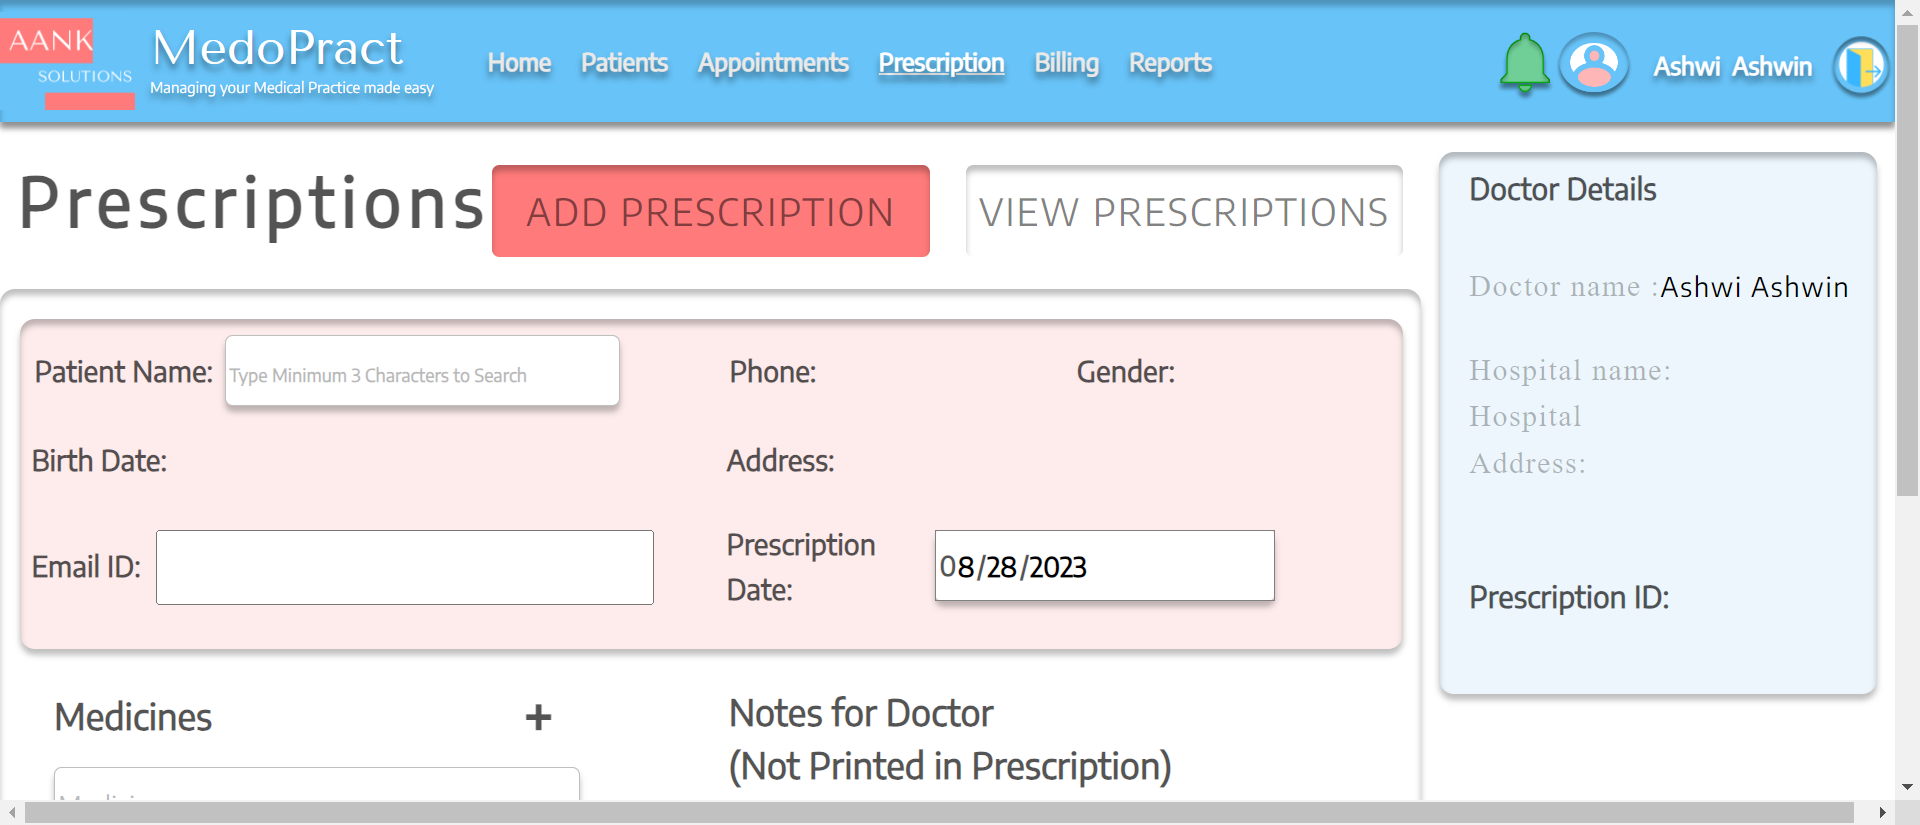 AANK
SOLUTIONS
MedoPract
Managing your Medical Practice made easy
Home Patients Appointments Prescription Billing Reports
Ashwi Ashwin
Prescriptions
ADD PRESCRIPTION
VIEW PRESCRIPTIONS
Patient Name: Type Minimum 3 Characters to Search
Phone:
Gender:
Birth Date:
Address:
Email ID:
Prescription
Date:
08/28/2023
Medicines +
Notes for Doctor
(Not Printed in Prescription)
Doctor Details
Doctor name :Ashwi Ashwin
Hospital name:
Hospital
Address:
Prescription ID: